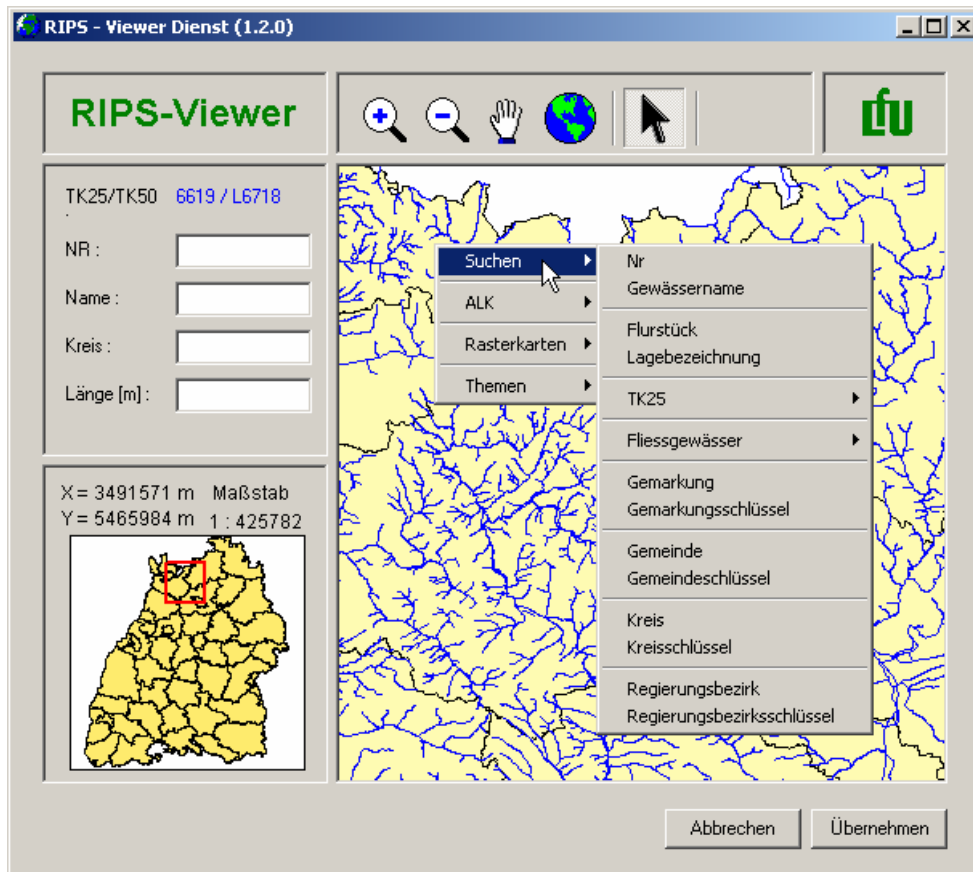 RIPS - Viewer Dienst (1.2.0)
RIPS-Viewer
LfU
TK25/TK50 6619 / L6718
:
NR :
Name :
Kreis :
Länge [m] :
X = 3491571 m Maßstab
Y = 5465984 m 1 : 425782
Suchen
ALK
Rasterkarten
Themen
Nr
Gewässername
Flurstück
Lagebezeichnung
TK25
Fliessgewässer
Gemarkung
Gemarkungsschlüssel
Gemeinde
Gemeindeschlüssel
Kreis
Kreisschlüssel
Regierungsbezirk
Regierungsbezirksschlüssel
Abbrechen Übernehmen